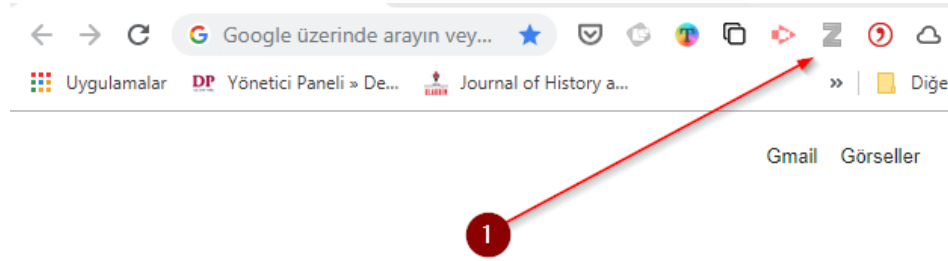 Google üzerinde arayın vey...
Uygulamalar DP Yönetici Paneli » De... Journal of History a... » Diğe
Gmail Görseller
1